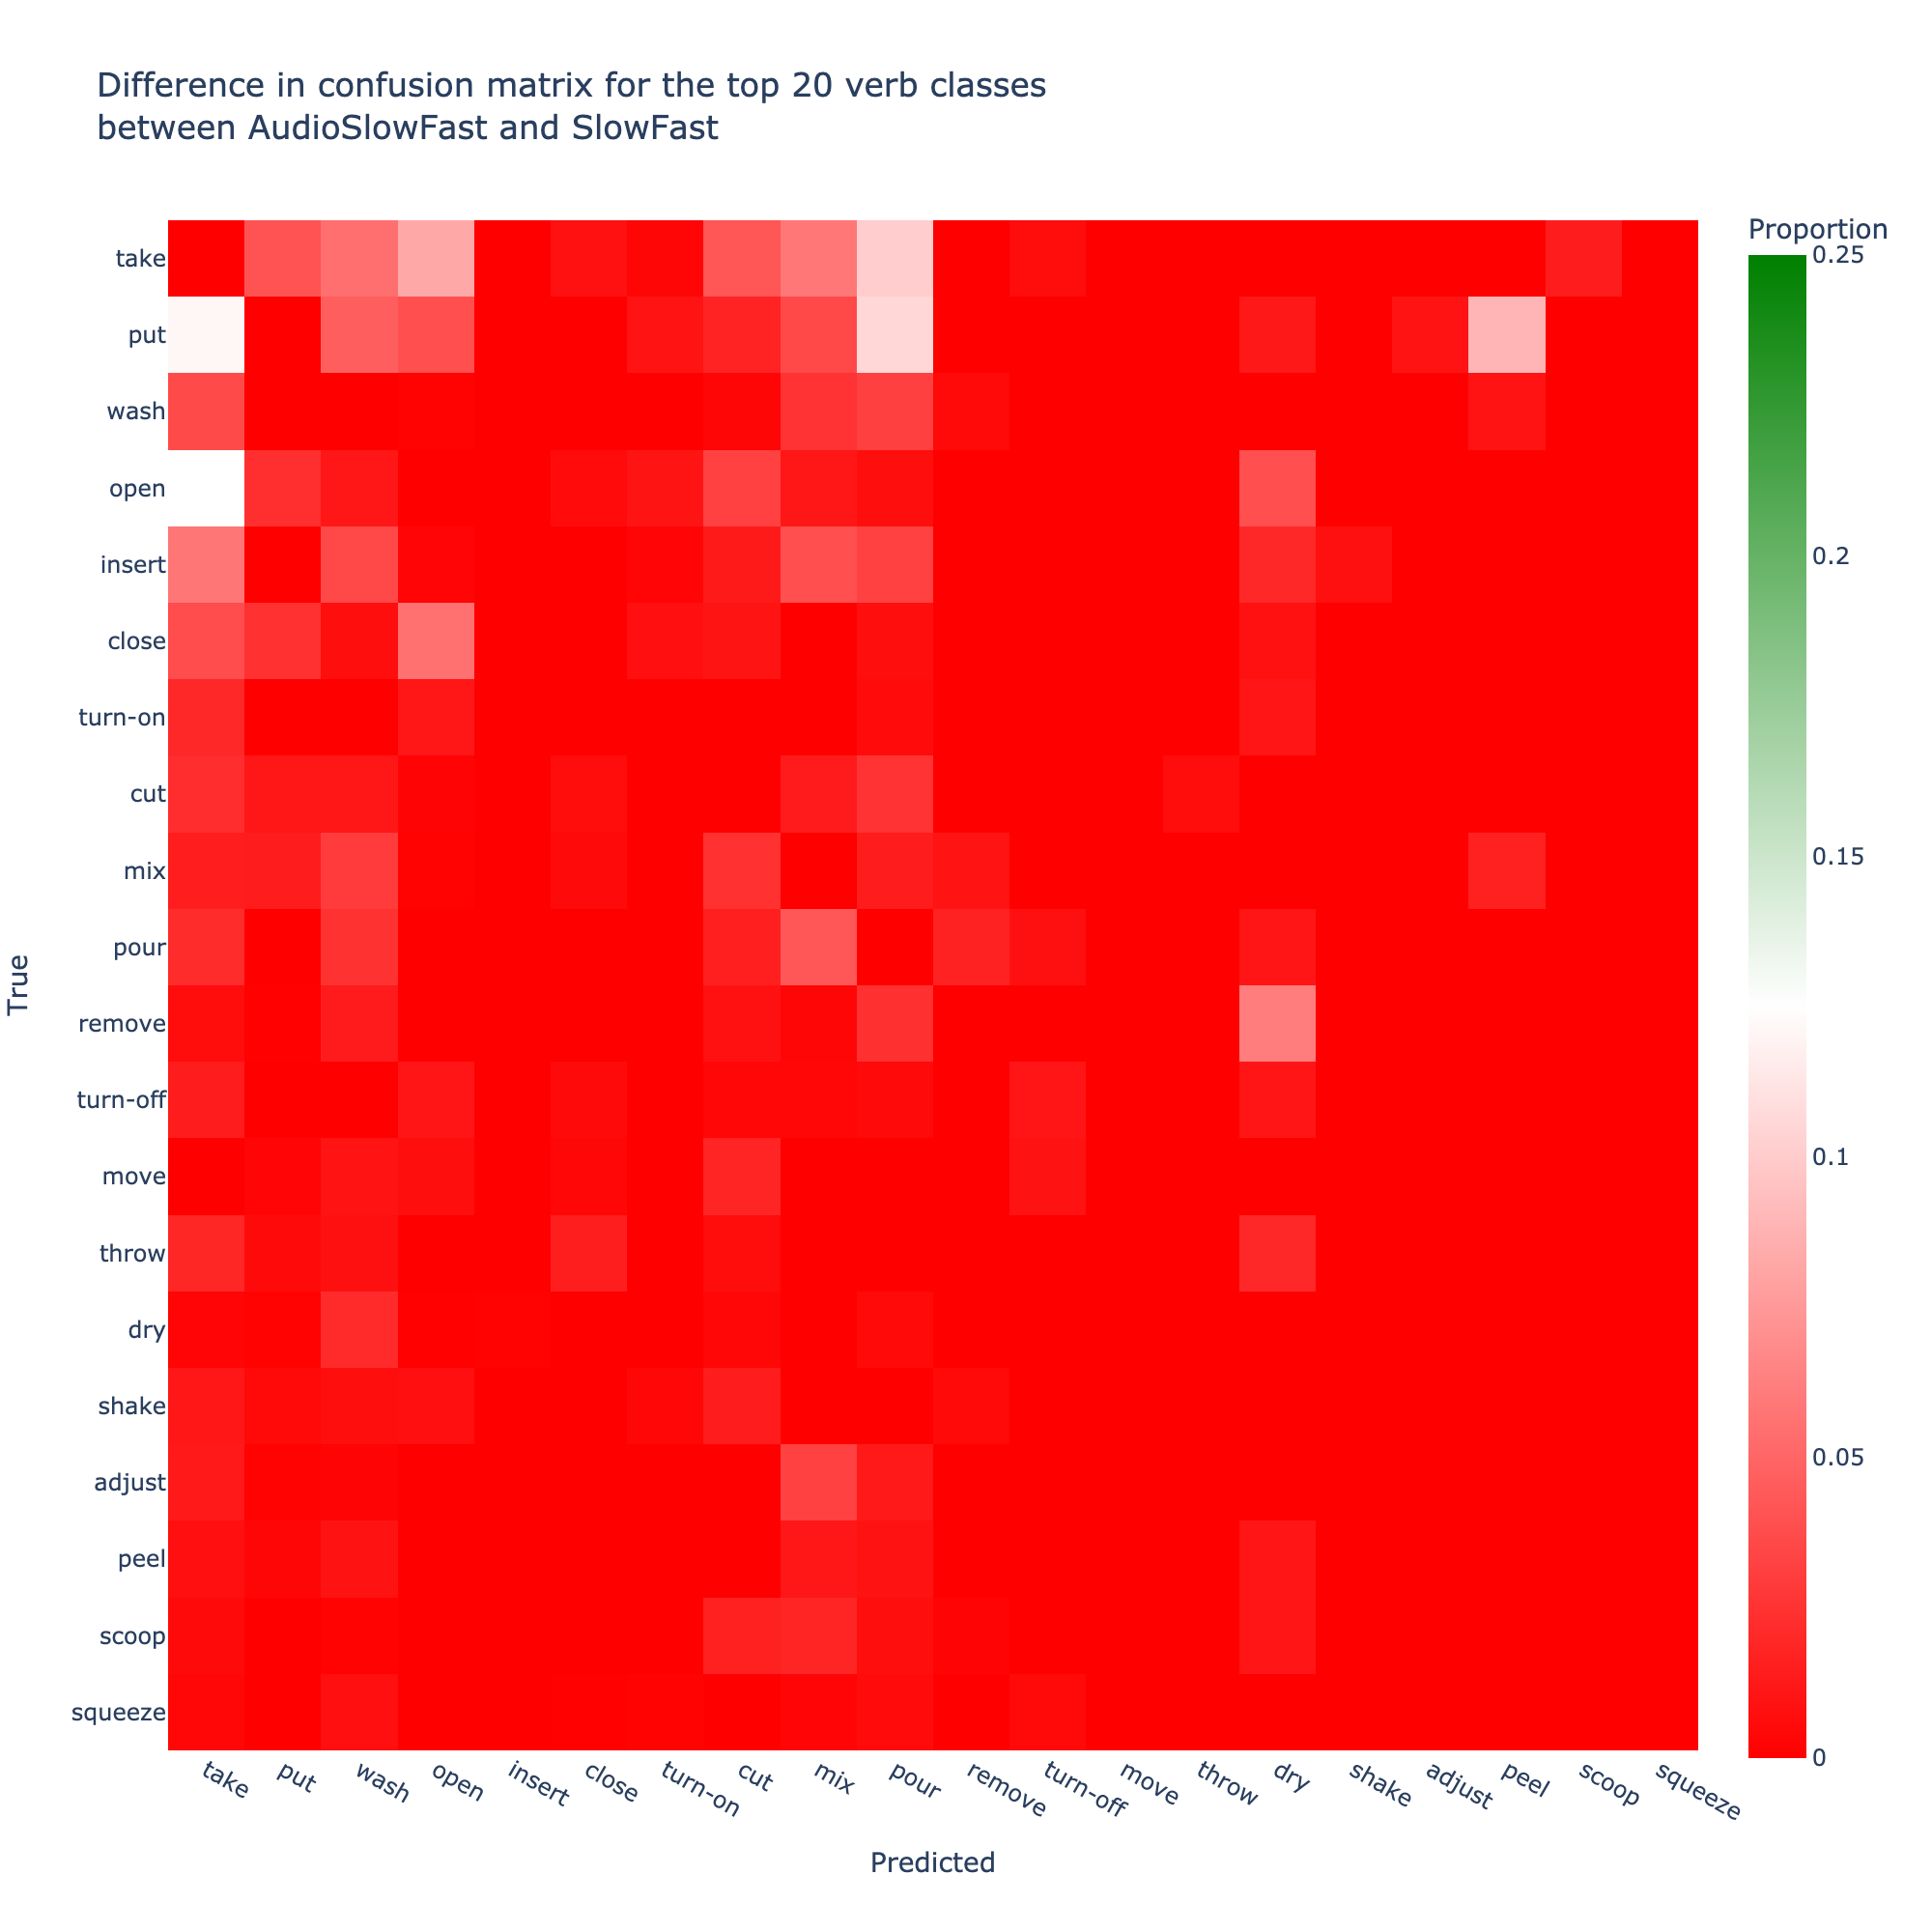 Difference in confusion matrix for the top 20 verb classes
between AudioSlowFast and SlowFast
Proportion
0.25
0.2
0.15
0.1
0.05
0
True
take
put
wash
open
insert
close
turn-on
cut
mix
pour
remove
turn-off
move
throw
dry
shake
adjust
peel
scoop
squeeze
take put wash open insert close turn-on cut mix pour remove turn-off move throw dry shake adjust peel scoop squeeze
Predicted